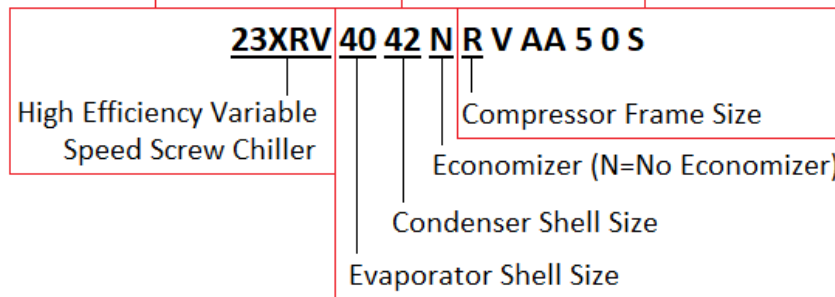 23XRV 40 42 N R V AA 5 0 S
High Efficiency Variable
Speed Screw Chiller
Compressor Frame Size
Economizer (N=No Economizer)
Condenser Shell Size
Evaporator Shell Size